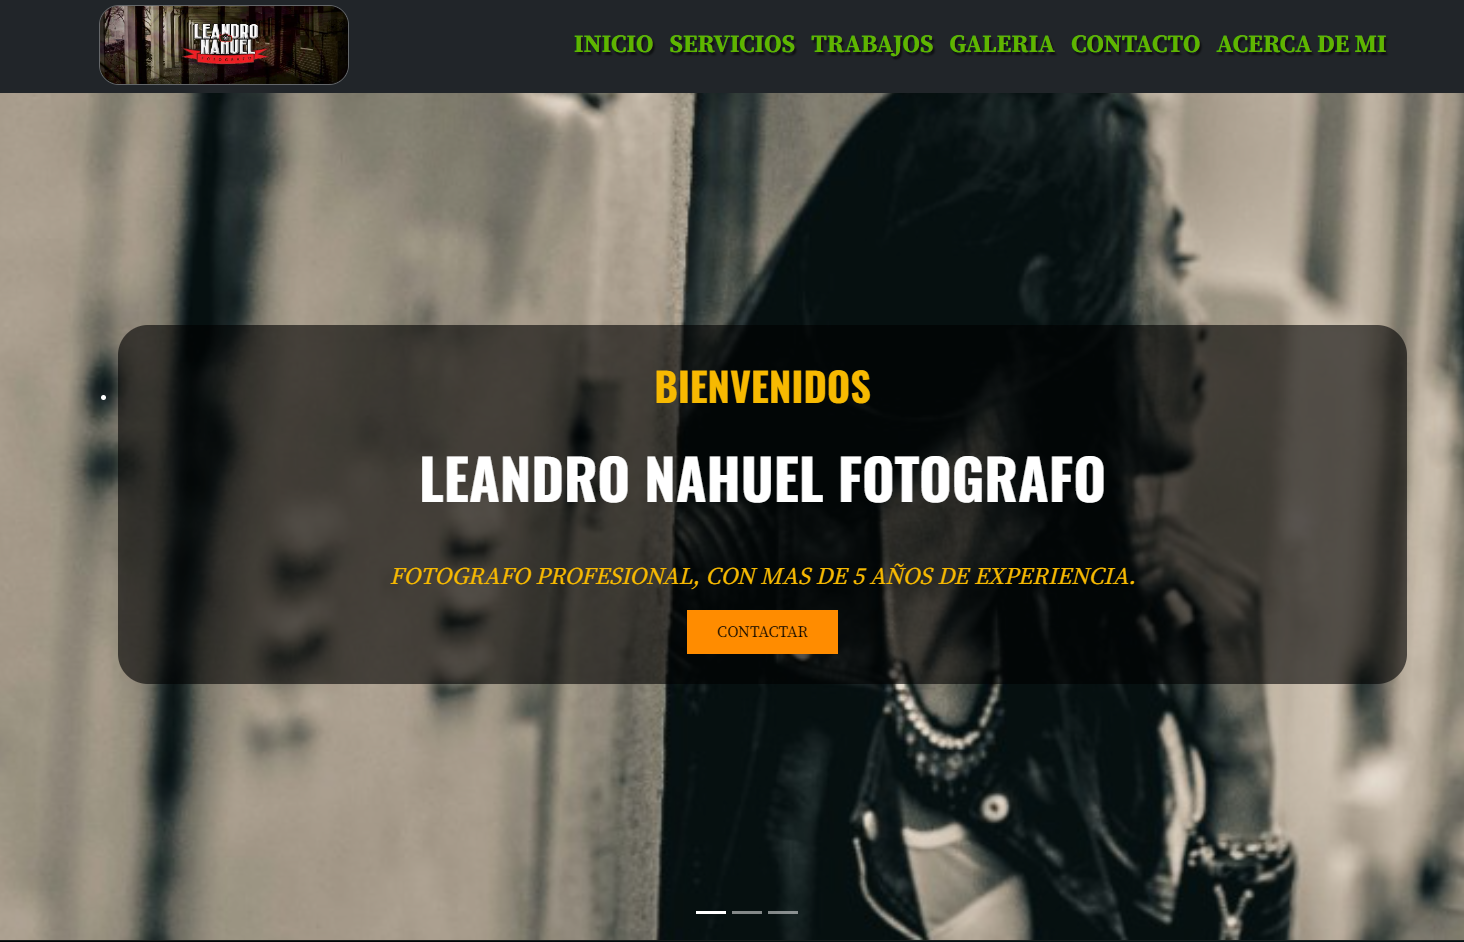 LEANDRO
NAHUEL
FOTOGRAFO
INICIO SERVICIOS TRABAJOS GALERIA CONTACTO ACERCA DE MI
BIENVENIDOS
LEANDRO NAHUEL FOTOGRAFO
FOTOGRAFO PROFESIONAL, CON MAS DE 5 AÑOS DE EXPERIENCIA.
CONTACTAR